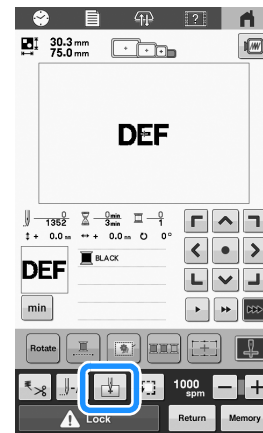 ?
30.3 mm
75.0 mm
DEF
0
1352
0 min
3 min
0
1
+ 0.0 mm
+ 0.0 mm
0°
DEF
BLACK
min
Rotate
1000
spm
Lock
Return
Memory